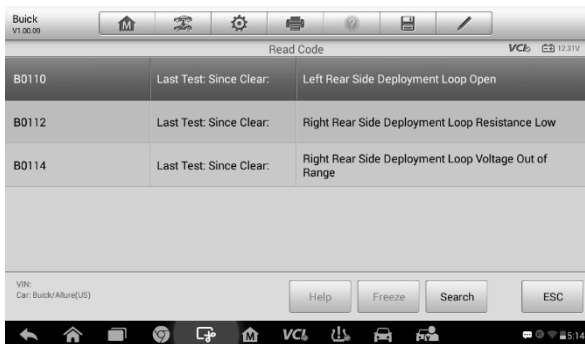 Buick
V1.00.09
Read Code
VCI 12.31V
B0110 Last Test: Since Clear: Left Rear Side Deployment Loop Open
B0112 Last Test: Since Clear: Right Rear Side Deployment Loop Resistance Low
B0114 Last Test: Since Clear: Right Rear Side Deployment Loop Voltage Out of
Range
VIN:
Car: Buick/Allure(US)
Help Freeze Search ESC
M VCI 5:14